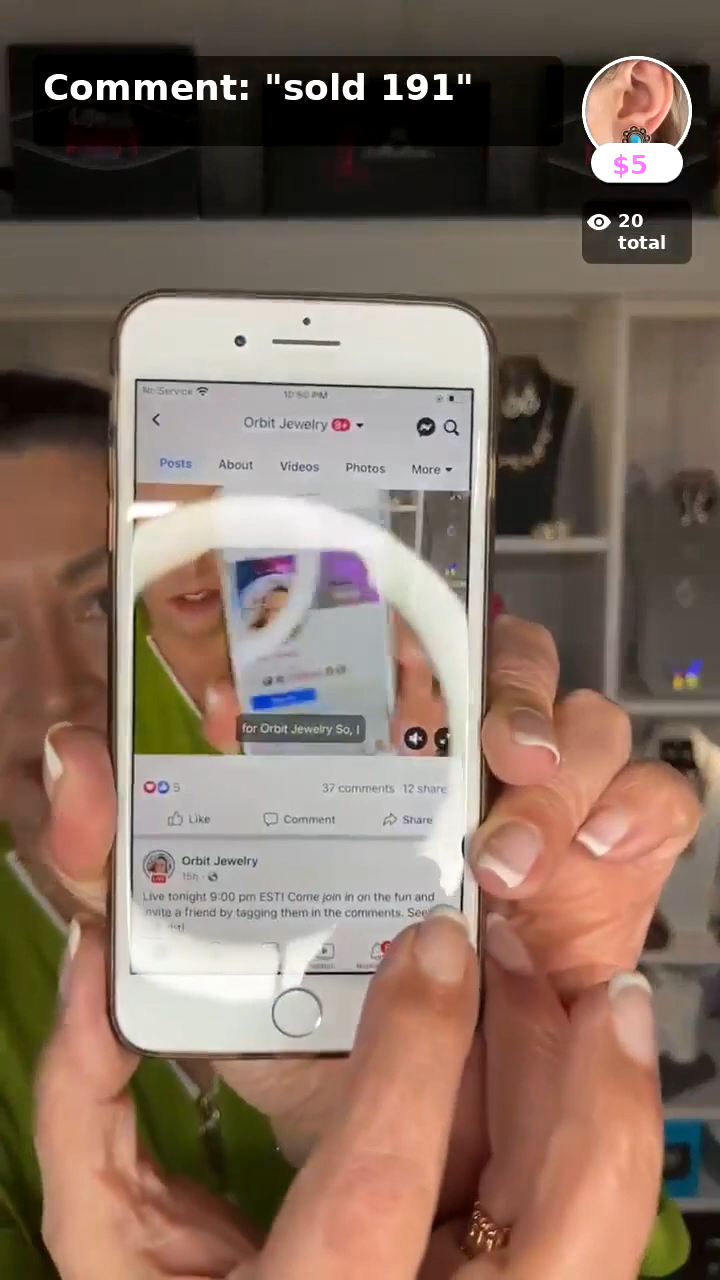 Comment: "sold 191"
$5
20
total
No Service
10:50 PM
Orbit Jewelry 9+
Posts About Videos Photos More
for Orbit Jewelry So, I
5 37 comments 12 share
Like Comment Share
Orbit Jewelry
15h
Live tonight 9:00 pm EST! Come join in on the fun and
invite a friend by tagging them in the comments. See